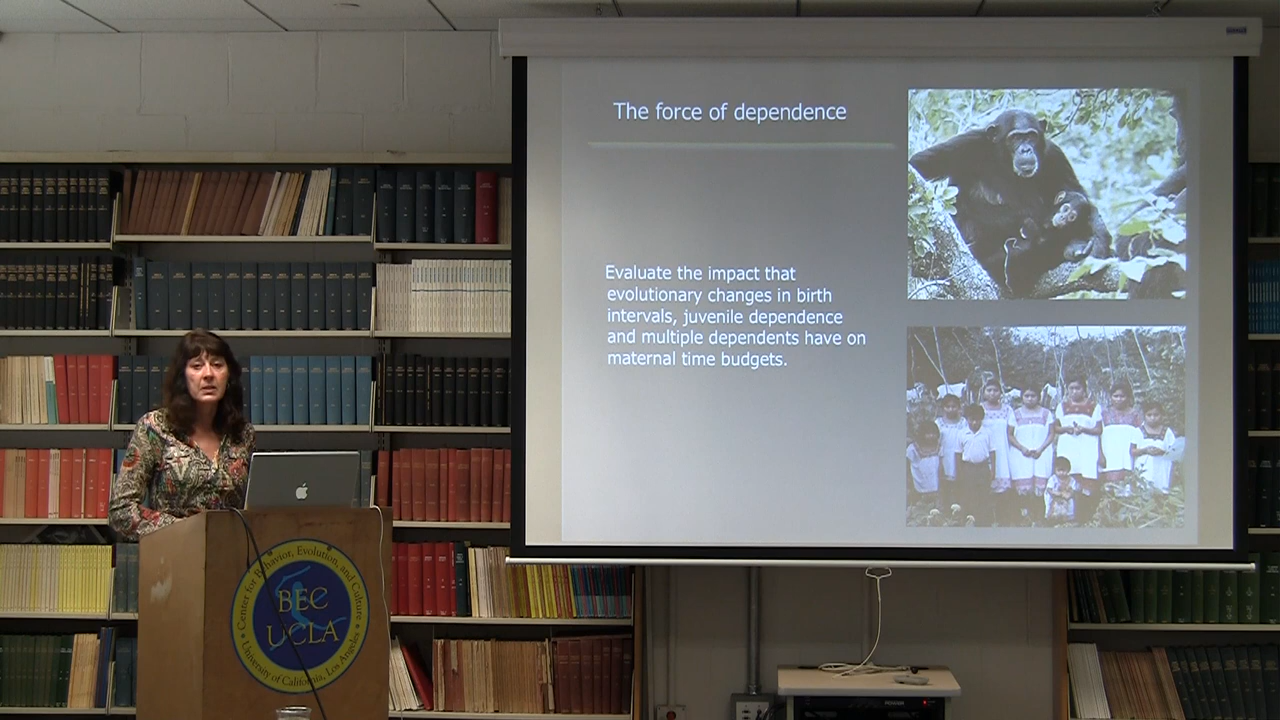 The force of dependence
Evaluate the impact that
evolutionary changes in birth
intervals, juvenile dependence
and multiple dependents have on
maternal time budgets.
Center for Behavior, Evolution, and Culture
BEC
UCLA
University of California, Los Angeles